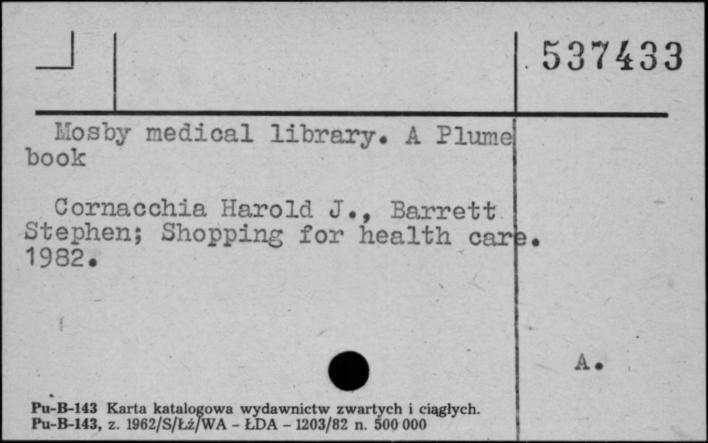 537433
Mosby medical library. A Plume
book
Cornacchia Harold J., Barrett
Stephen; Shopping for health care.
1982.
A.
Pu-B-143 Karta katalogowa wydawnictw zwartych i ciągłych.
Pu-B-143, z. 1962/S/Łź/WA - ŁDA - 1203/82 n. 500 000